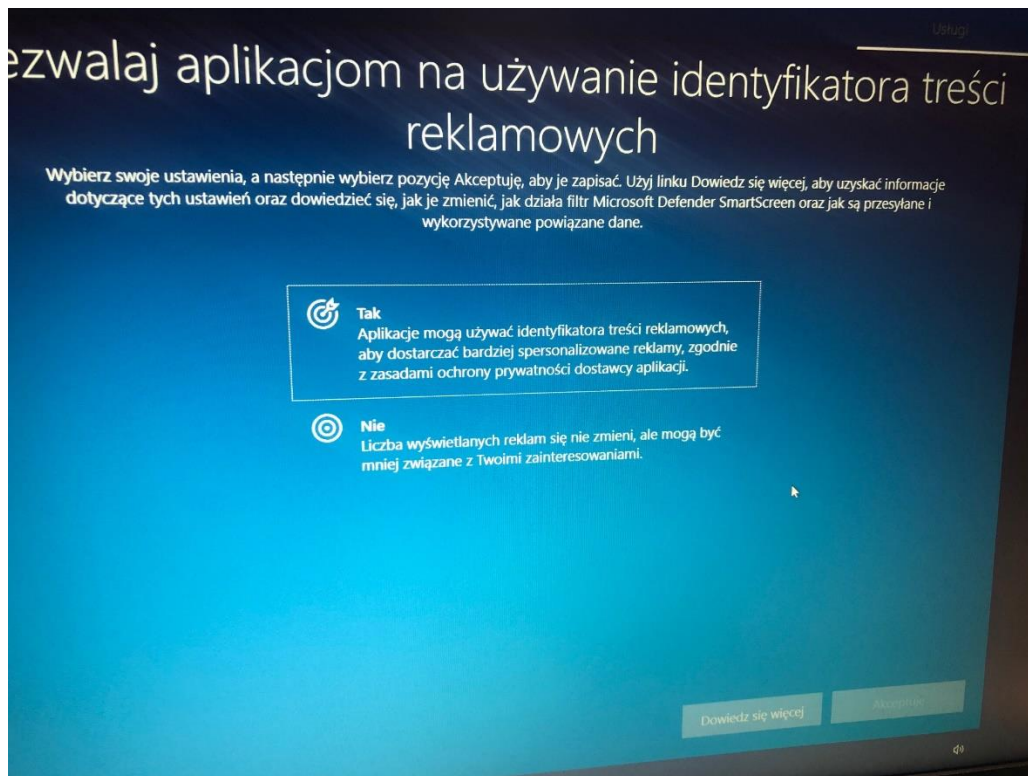 Usługi
ezwalaj aplikacjom na używanie identyfikatora treści
reklamowych
Wybierz swoje ustawienia, a następnie wybierz pozycję Akceptuję, aby je zapisać. Użyj linku Dowiedz się więcej, aby uzyskać informacje
dotyczące tych ustawień oraz dowiedzieć się, jak je zmienić, jak działa filtr Microsoft Defender SmartScreen oraz jak są przesyłane i
wykorzystywane powiązane dane.
Tak
Aplikacje mogą używać identyfikatora treści reklamowych,
aby dostarczać bardziej spersonalizowane reklamy, zgodnie
z zasadami ochrony prywatności dostawcy aplikacji.
Nie
Liczba wyświetlanych reklam się nie zmieni, ale mogą być
mniej związane z Twoimi zainteresowaniami.
Dowiedz się więcej
Akceptuję